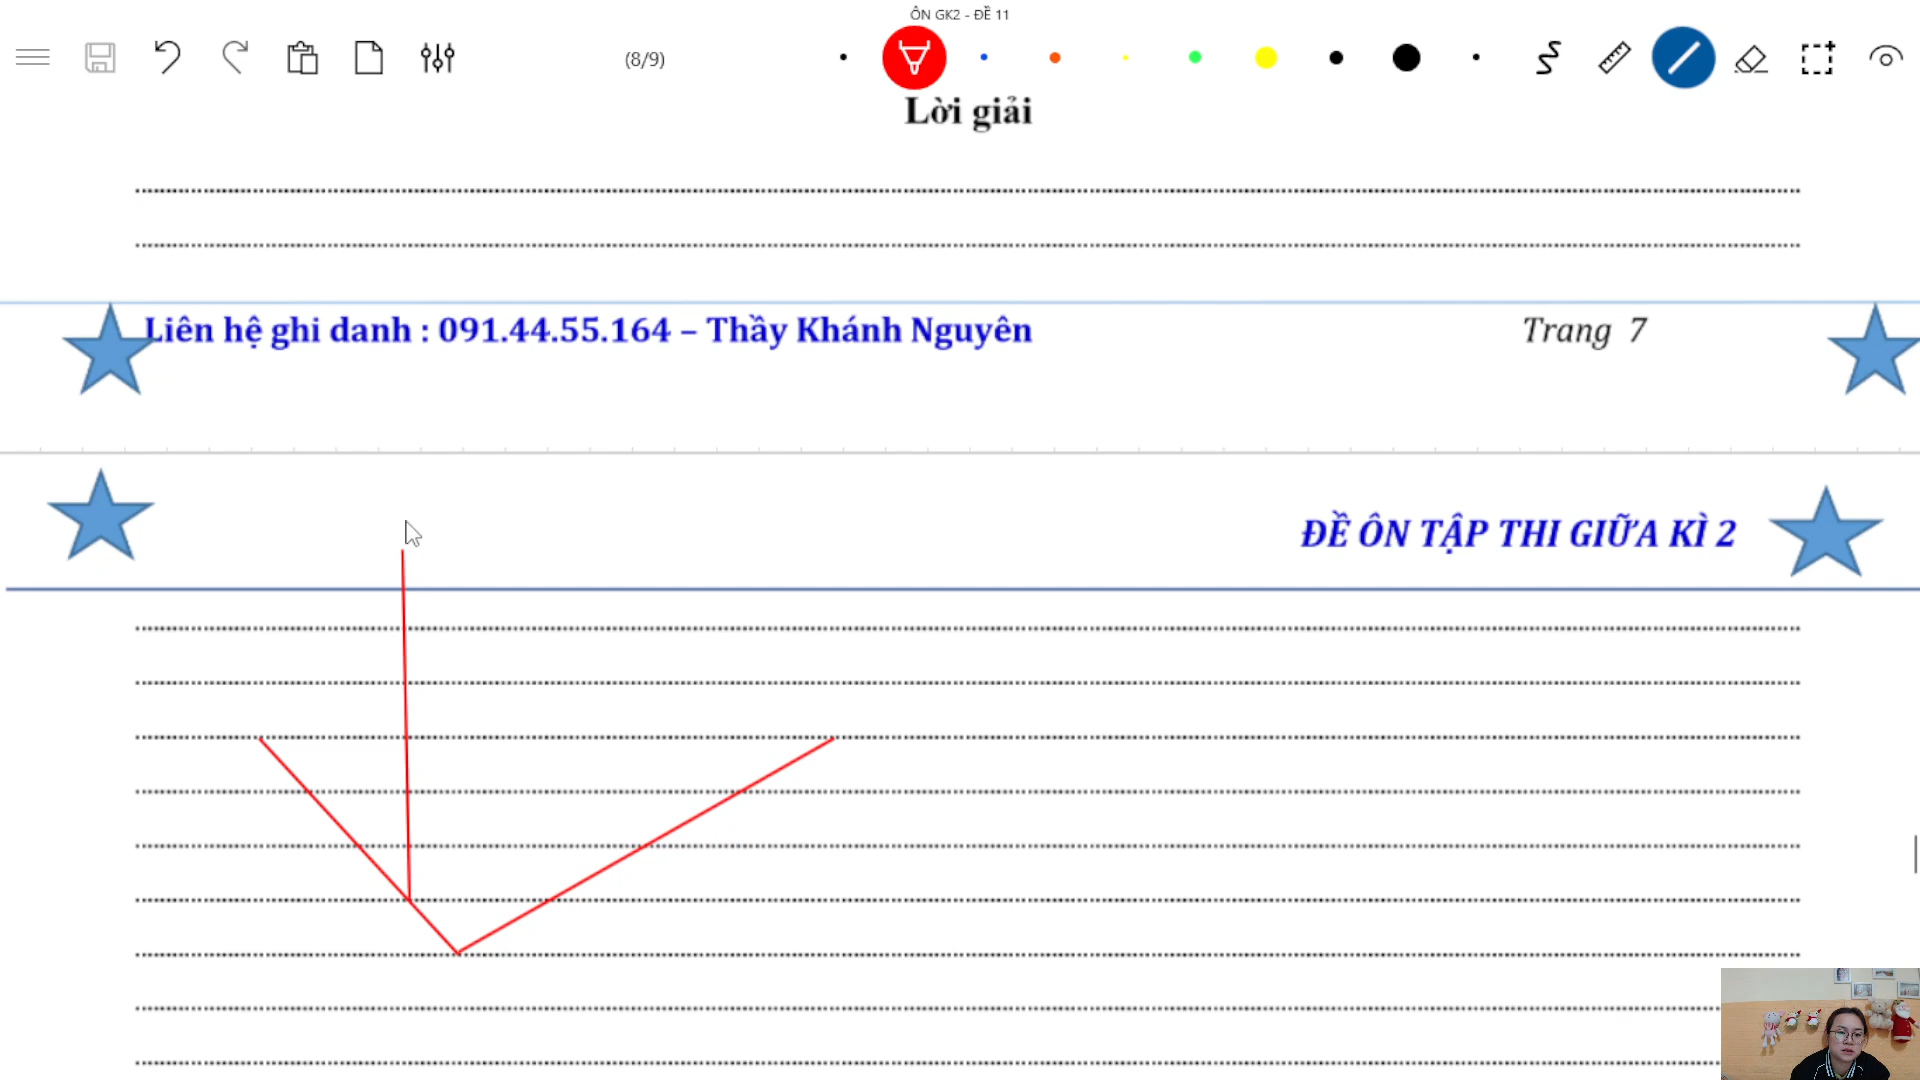 ÔN GK2 - ĐỀ 11
(8/9)
Lời giải
Liên hệ ghi danh : 091.44.55.164 – Thầy Khánh Nguyên
Trang 7
ĐỀ ÔN TẬP THI GIỮA KÌ 2